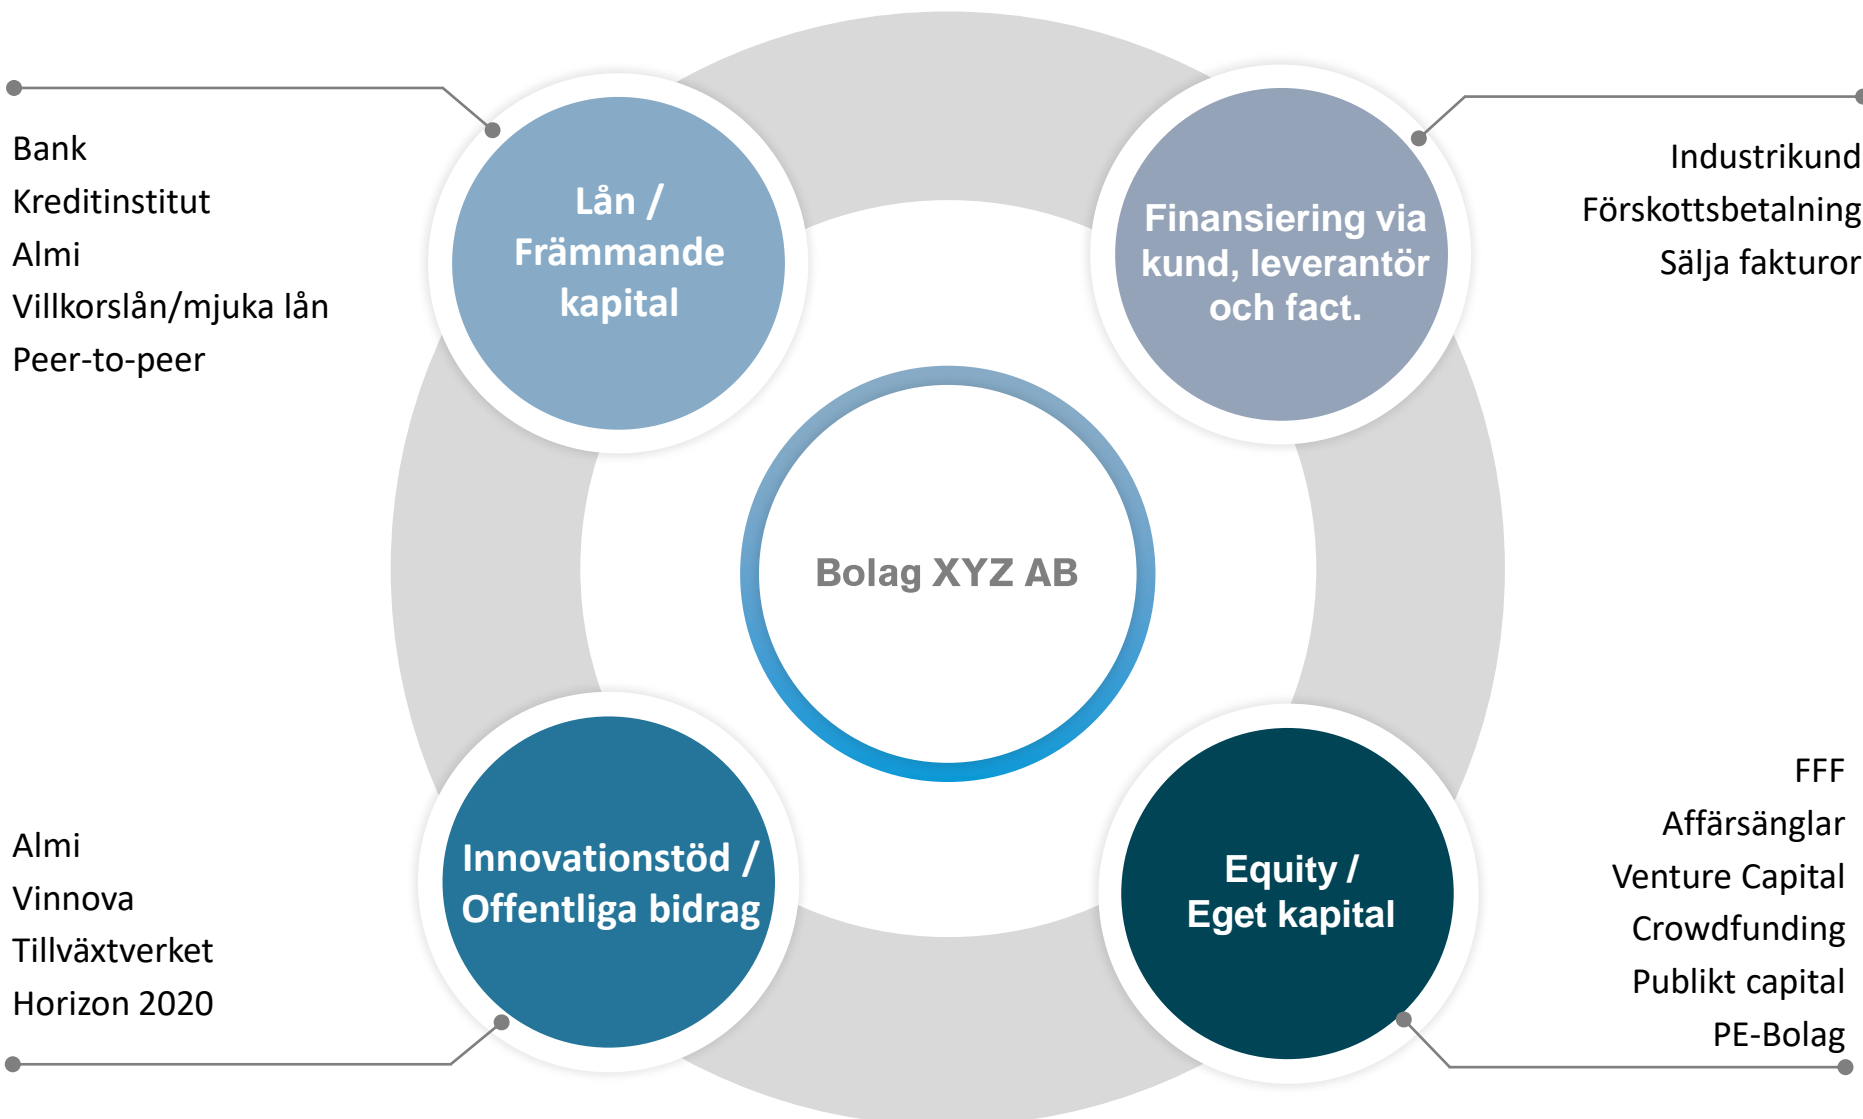 Bank
Kreditinstitut
Almi
Villkorslån/mjuka lån
Peer-to-peer
Lån /
Främmande
kapital
Finansiering via
kund, leverantör
och fact.
Industrikund
Förskottsbetalning
Sälja fakturor
Bolag XYZ AB
Almi
Vinnova
Tillväxtverket
Horizon 2020
Innovationstöd /
Offentliga bidrag
Equity /
Eget kapital
FFF
Affärsänglar
Venture Capital
Crowdfunding
Publikt capital
PE-Bolag